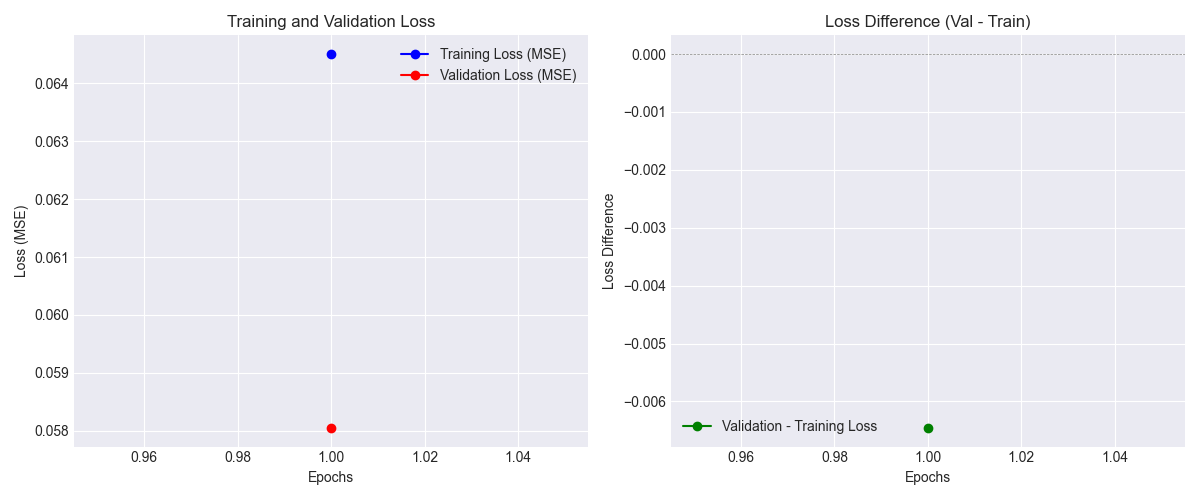 Training and Validation Loss
Training Loss (MSE)
Validation Loss (MSE)
0.064
0.063
0.062
0.061
0.060
0.059
0.058
Loss (MSE)
0.96 0.98 1.00 1.02 1.04
Epochs
Loss Difference (Val - Train)
0.000
−0.001
−0.002
−0.003
−0.004
−0.005
−0.006
Loss Difference
Validation - Training Loss
0.96 0.98 1.00 1.02 1.04
Epochs